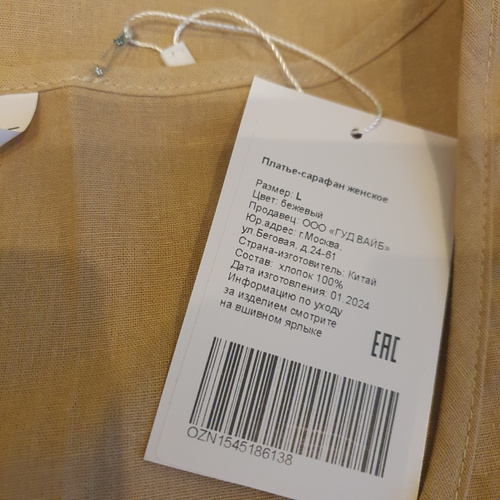 Платье-сарафан женское
Размер: L
Цвет: бежевый
Продавец: ООО «ГУД ВАЙБ»
Юр.адрес: г.Москва,
ул.Беговая, д.24-61
Страна-изготовитель: Китай
Состав: хлопок 100%
Дата изготовления: 01.2024
Информацию по уходу
за изделием смотрите
на вшивном ярлыке
EAC
OZN1545186138